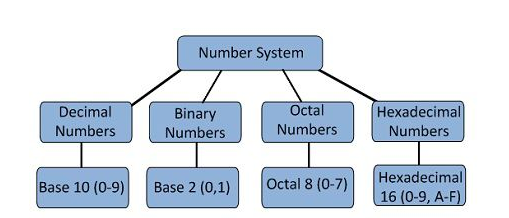 Number System
Decimal
Numbers
Binary
Numbers
Octal
Numbers
Hexadecimal
Numbers
Base 10 (0-9)
Base 2 (0,1)
Octal 8 (0-7)
Hexadecimal
16 (0-9, A-F)